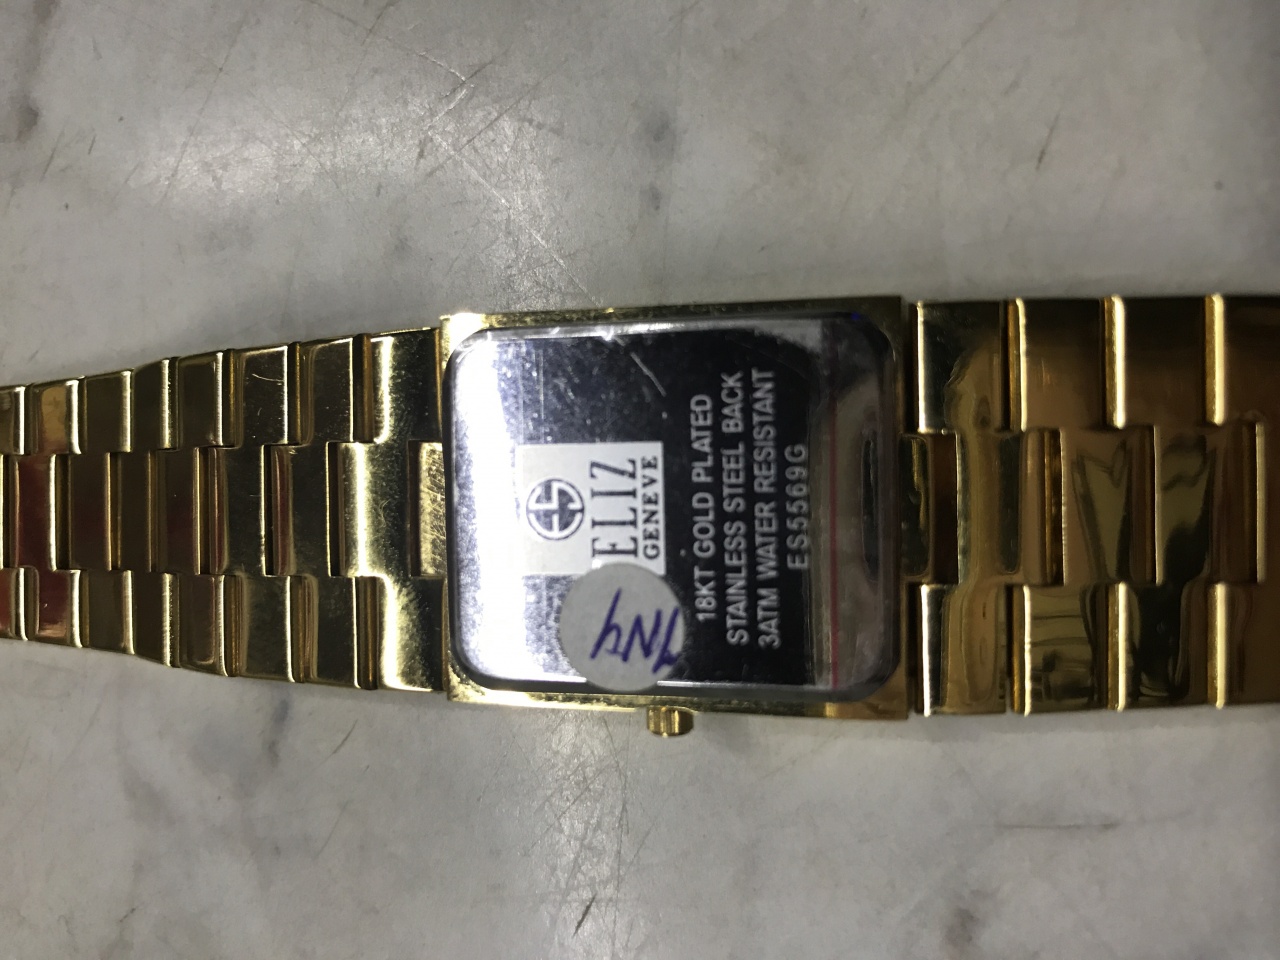 ELIZ
GENEVE
18KT GOLD PLATED
STAINLESS STEEL BACK
3ATM WATER RESISTANT
ES5569G